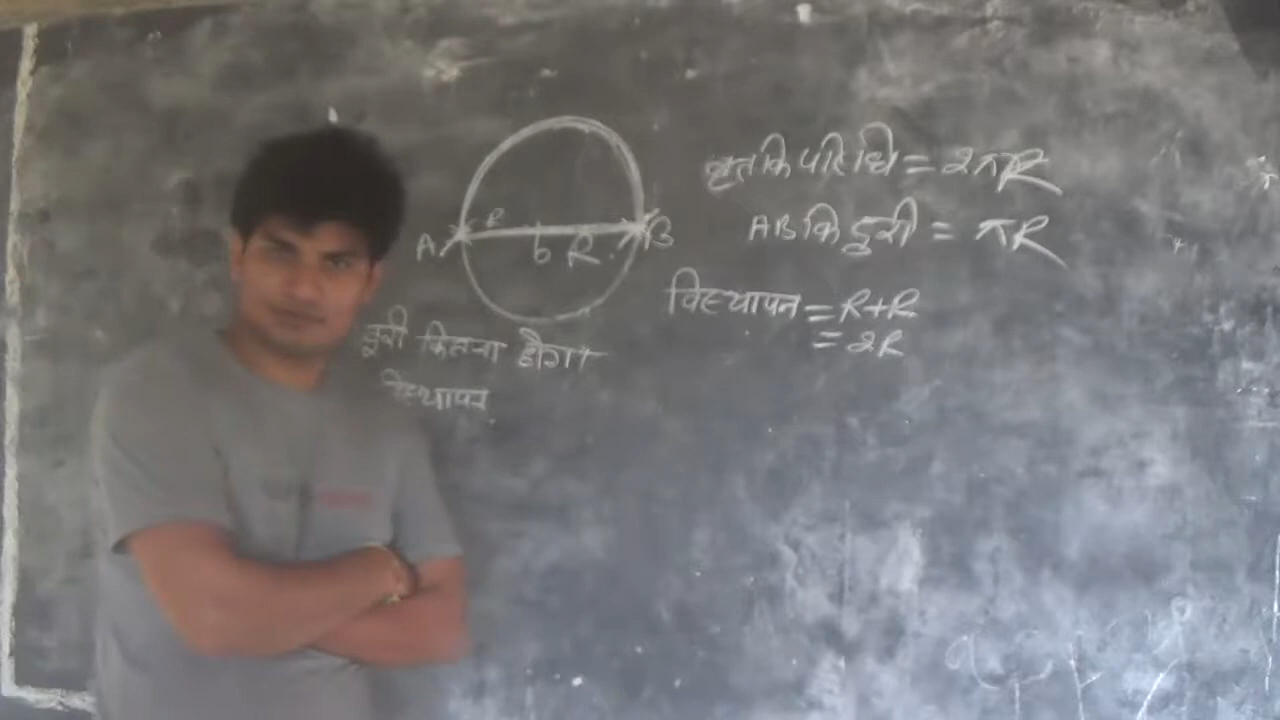 वृत कि परिधि = 2πR
AB कि दुरी = πR
A R b R B
विस्थापन = R+R
= 2R
दुरी कितना होगा
विस्थापन